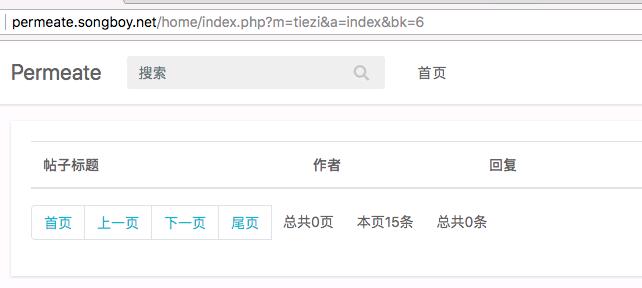 permeate.songboy.net/home/index.php?m=tiezi&a=index&bk=6
Permeate 搜索 首页
帖子标题 作者 回复
首页 上一页 下一页 尾页 总共0页 本页15条 总共0条